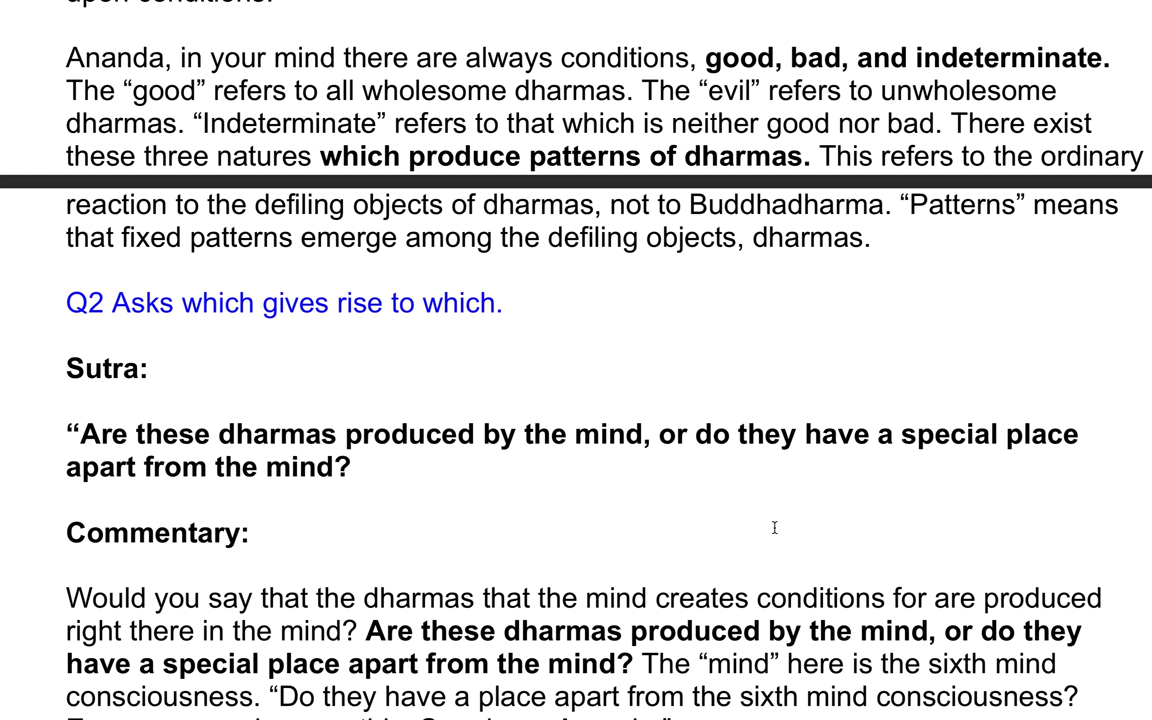 upon conditions.
Ananda, in your mind there are always conditions, good, bad, and indeterminate.
The “good” refers to all wholesome dharmas. The “evil” refers to unwholesome
dharmas. “Indeterminate” refers to that which is neither good nor bad. There exist
these three natures which produce patterns of dharmas. This refers to the ordinary
reaction to the defiling objects of dharmas, not to Buddhadharma. “Patterns” means
that fixed patterns emerge among the defiling objects, dharmas.
Q2 Asks which gives rise to which.
Sutra:
“Are these dharmas produced by the mind, or do they have a special place
apart from the mind?
Commentary:
Would you say that the dharmas that the mind creates conditions for are produced
right there in the mind? Are these dharmas produced by the mind, or do they
have a special place apart from the mind? The “mind” here is the sixth mind
consciousness. “Do they have a place apart from the sixth mind consciousness?